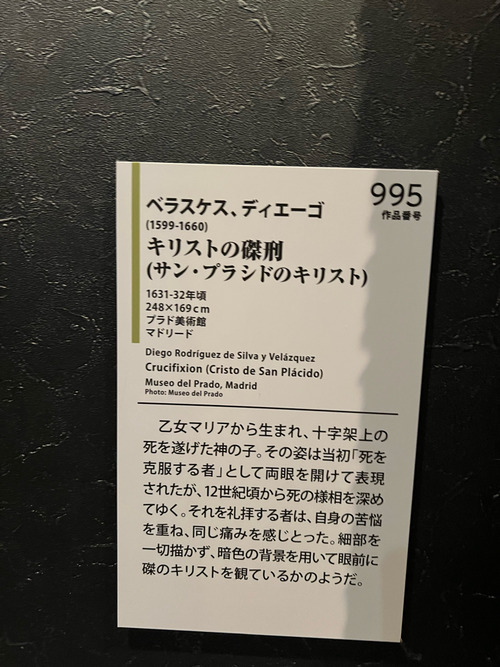 995
作品番号
ベラスケス、ディエーゴ
(1599-1660)
キリストの磔刑
(サン・プラシドのキリスト)
1631-32年頃
248×169cm
プラド美術館
マドリード
Diego Rodríguez de Silva y Velázquez
Crucifixion (Cristo de San Plácido)
Museo del Prado, Madrid
Photo: Museo del Prado
乙女マリアから生まれ、十字架上の
死を遂げた神の子。その姿は当初「死を
克服する者」として両眼を開けて表現
されたが、12世紀頃から死の様相を深め
てゆく。それを礼拝する者は、自身の苦悩
を重ね、同じ痛みを感じとった。細部を
一切描かず、暗色の背景を用いて眼前に
磔のキリストを観ているかのようだ。